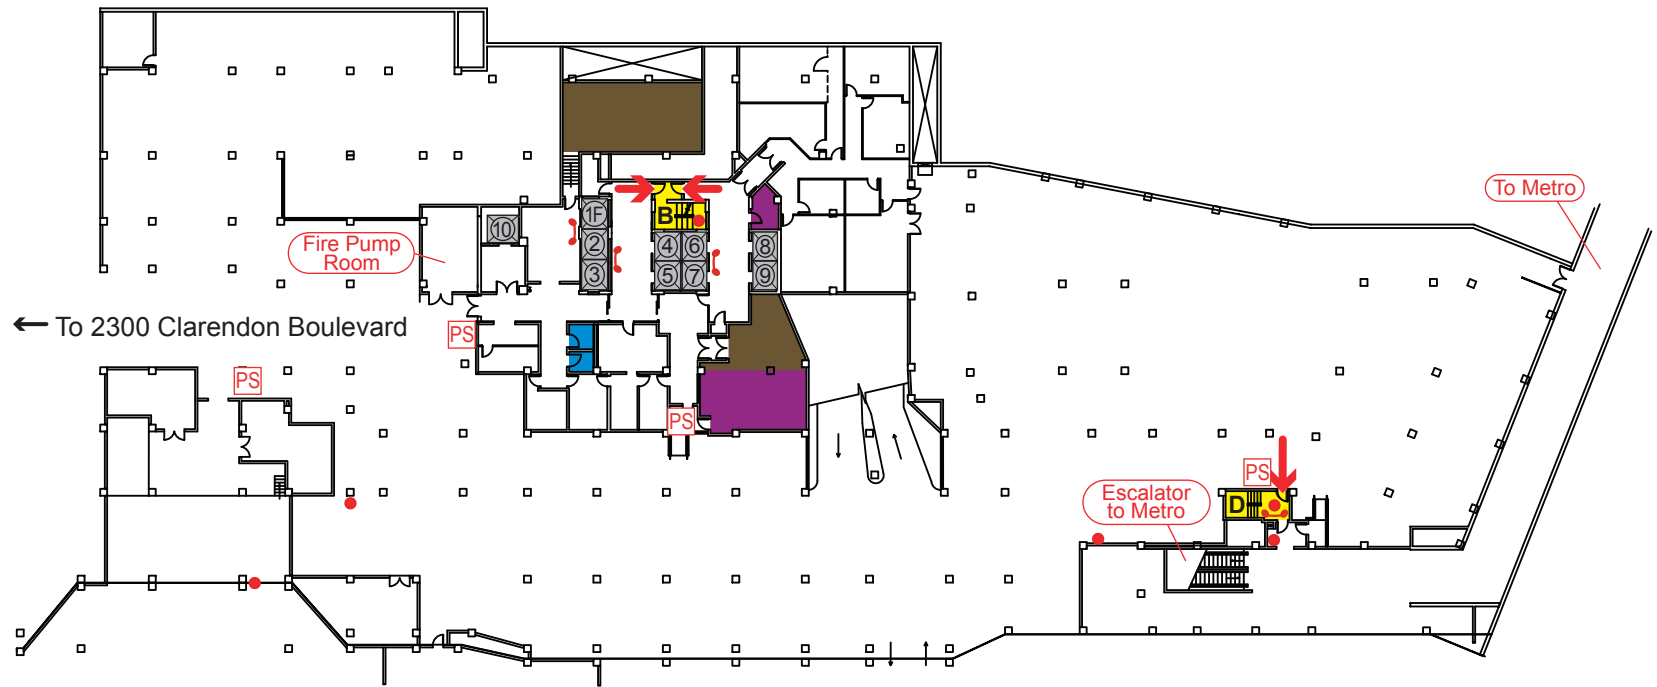 To Metro
1F
B
10
Fire Pump
Room
2
4
6
8
3
5
7
9
← To 2300 Clarendon Boulevard
PS
PS
PS
PS
Escalator
to Metro
D